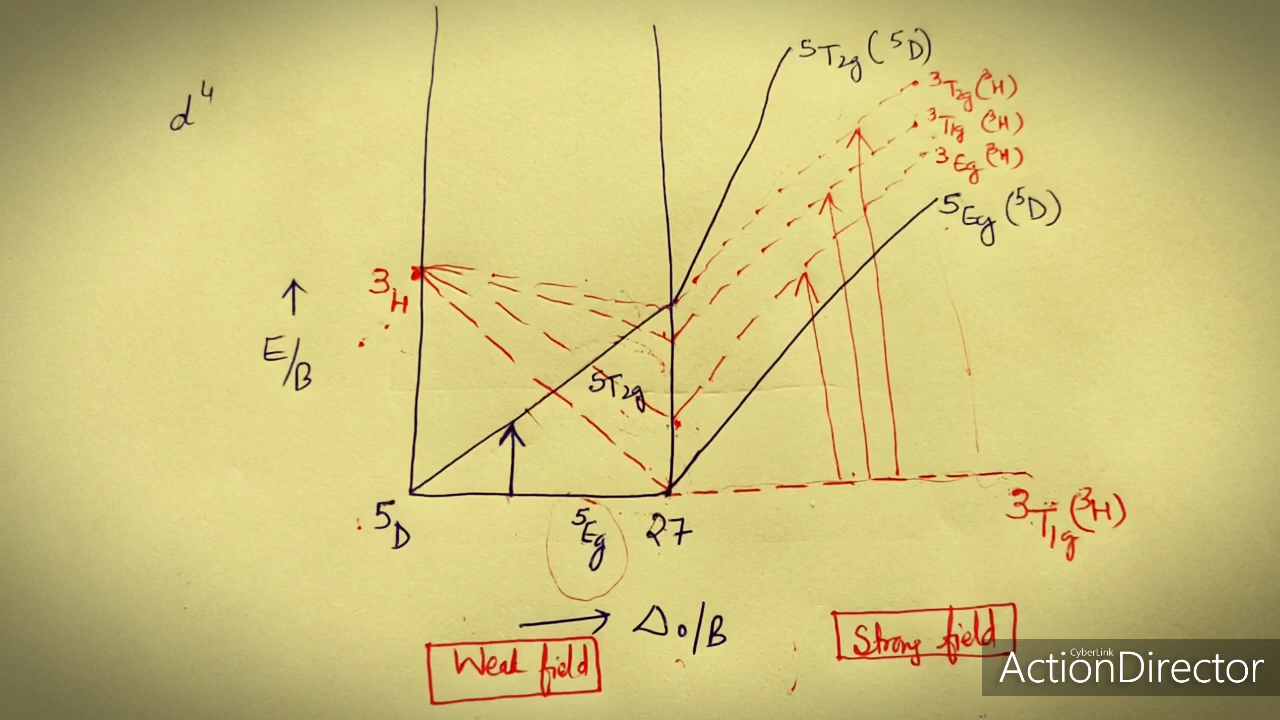 d⁴
⁵T₂g(⁵D)
³T₂g(³H)
³T₁g(³H)
³Eg(³H)
⁵Eg(⁵D)
³H
↑
E/B
⁵T₂g
⁵D
⁵Eg
27
³T₁g(³H)
→ Δ₀/B
Weak field
Strong field
CyberLink
ActionDirector